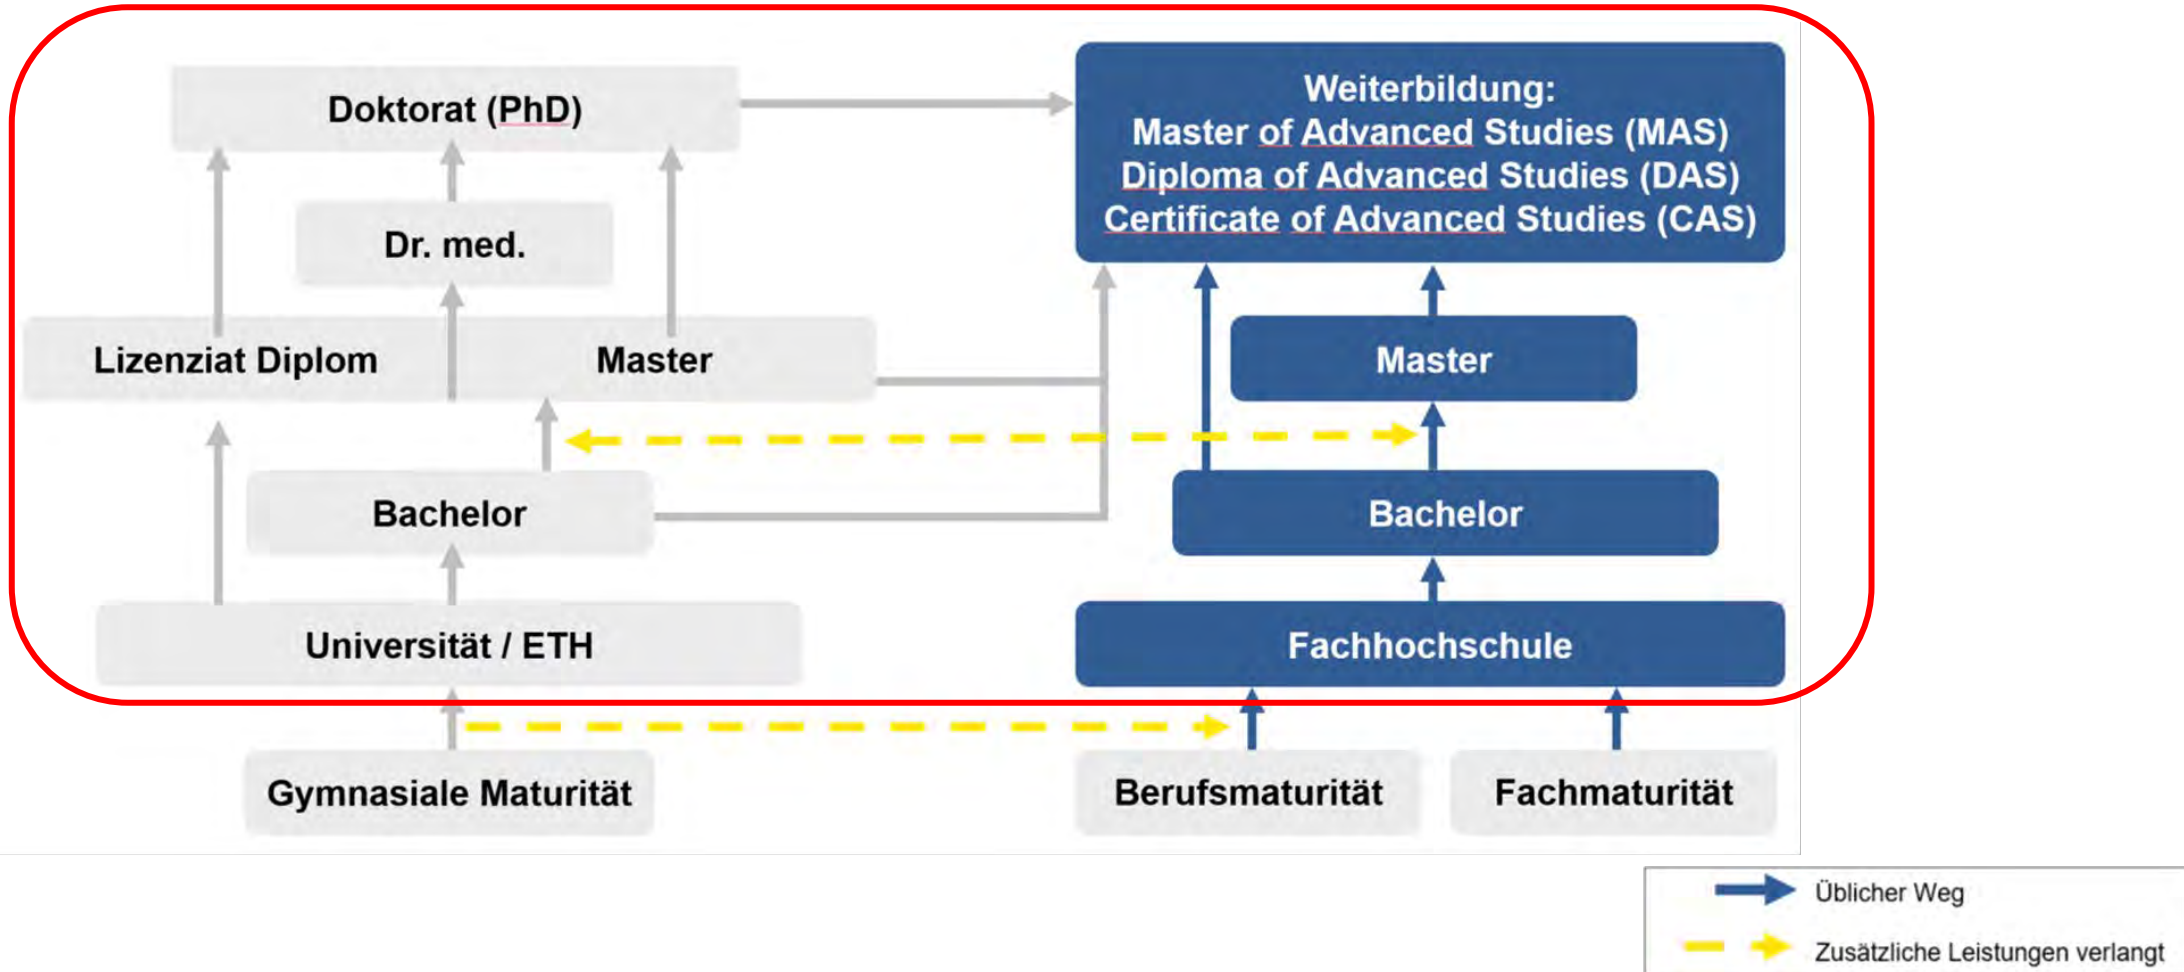 Doktorat (PhD)
Weiterbildung:
Master of Advanced Studies (MAS)
Diploma of Advanced Studies (DAS)
Certificate of Advanced Studies (CAS)
Dr. med.
Lizenziat Diplom
Master
Master
Bachelor
Bachelor
Universität / ETH
Fachhochschule
Gymnasiale Maturität
Berufsmaturität
Fachmaturität
Üblicher Weg
Zusätzliche Leistungen verlangt